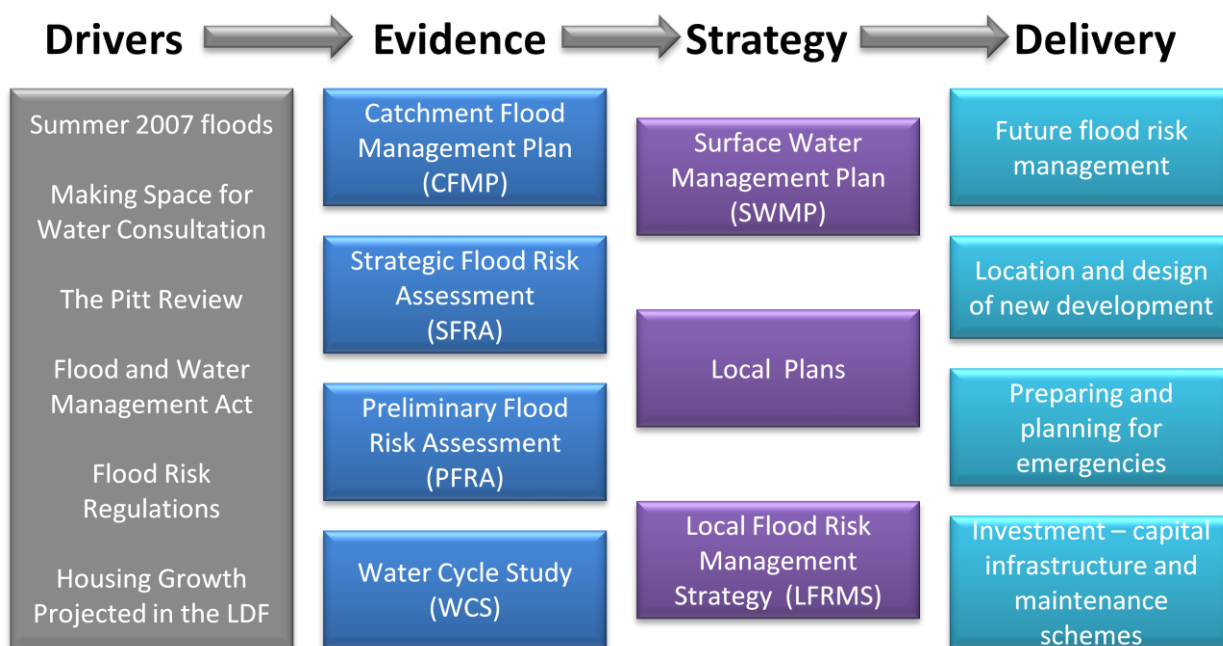 Drivers
Evidence
Strategy
Delivery
Summer 2007 floods
Making Space for
Water Consultation
The Pitt Review
Flood and Water
Management Act
Flood Risk
Regulations
Housing Growth
Projected in the LDF
Catchment Flood
Management Plan
(CFMP)
Strategic Flood Risk
Assessment
(SFRA)
Preliminary Flood
Risk Assessment
(PFRA)
Water Cycle Study
(WCS)
Surface Water
Management Plan
(SWMP)
Local Plans
Local Flood Risk
Management
Strategy (LFRMS)
Future flood risk
management
Location and design
of new development
Preparing and
planning for
emergencies
Investment – capital
infrastructure and
maintenance
schemes